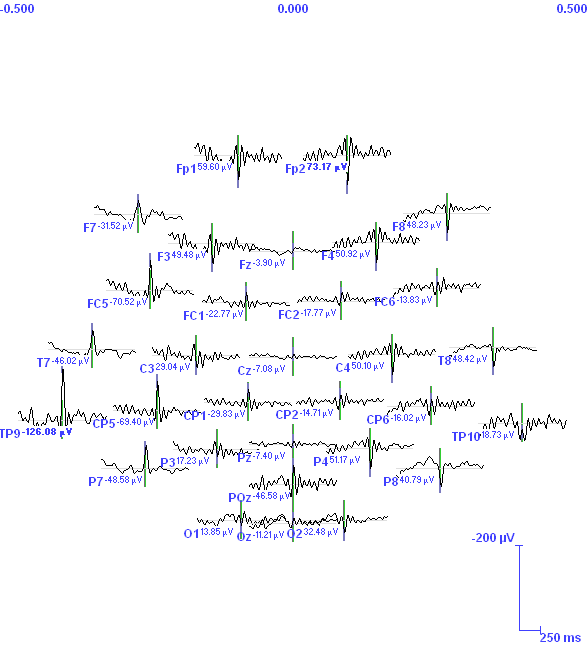 -0.500 0.000 0.500
Fp1 59.60 µV Fp2 73.17 µV
F7 -31.52 µV F8 48.23 µV
F3 49.48 µV Fz -3.90 µV F4 50.92 µV
FC5 -70.52 µV FC1 -22.77 µV FC2 -17.77 µV FC6 -13.83 µV
T7 -46.02 µV C3 29.04 µV Cz -7.08 µV C4 50.10 µV T8 48.42 µV
TP9 -126.08 µV CP5 -69.40 µV CP1 -29.83 µV CP2 -14.71 µV CP6 -16.02 µV TP10 18.73 µV
P7 -48.58 µV P3 17.23 µV Pz -7.40 µV P4 51.17 µV P8 40.79 µV
POz -46.58 µV
O1 13.85 µV Oz -11.21 µV O2 32.48 µV
-200 µV
250 ms